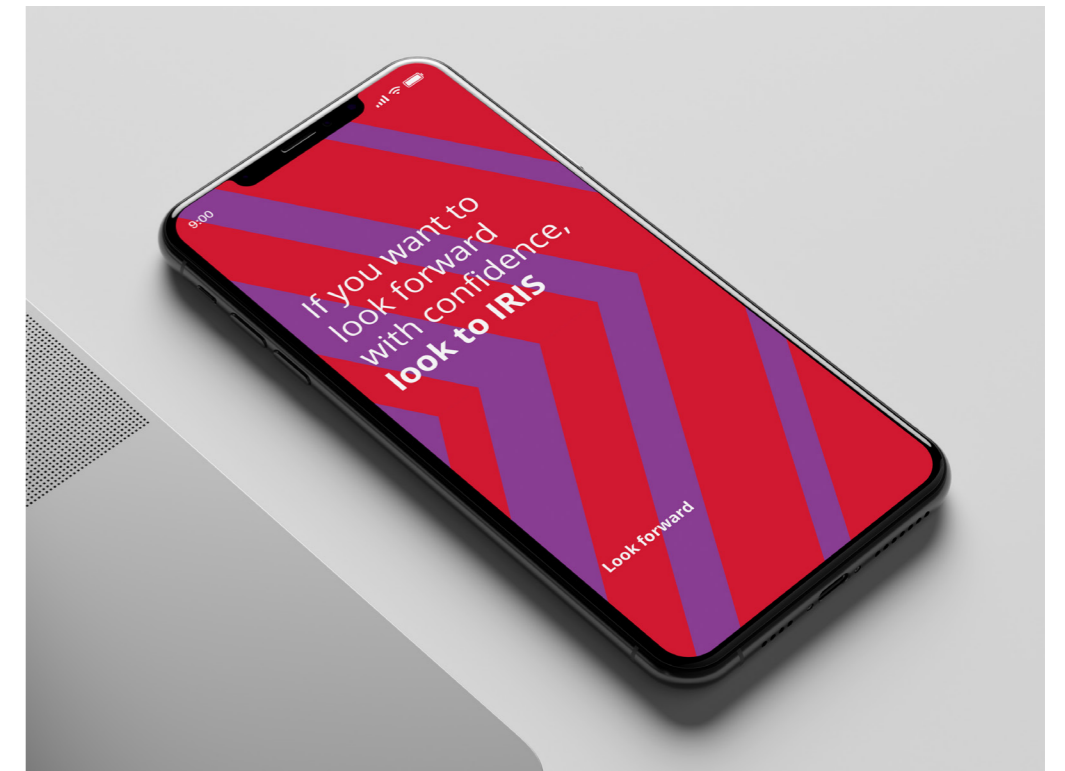 9:00
If you want to
look forward
with confidence,
look to IRIS
Look forward